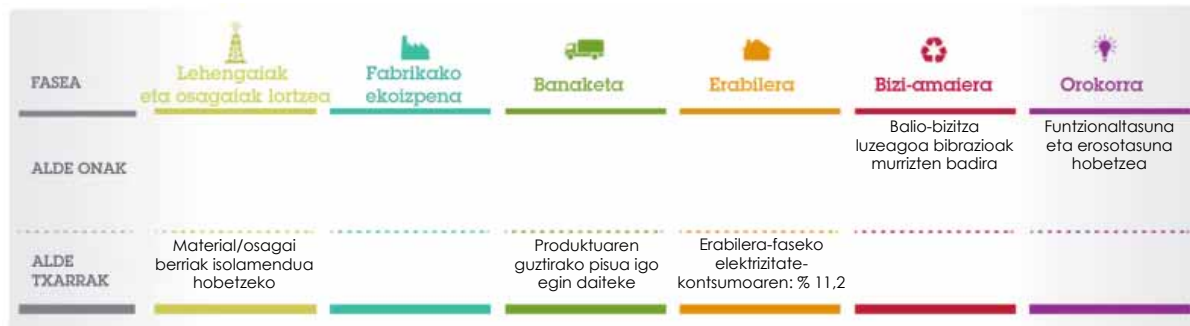 FASEA
Lehengaiak
eta osagaiak lortzea
Fabrikako
ekoizpena
Banaketa
Erabilera
Bizi-amaiera
Orokorra
ALDE ONAK
Balio-bizitza
luzeagoa bibrazioak
murrizten badira
Funtzionaltasuna
eta erosotasuna
hobetzea
ALDE
TXARRAK
Material/osagai
berriak isolamendua
hobetzeko
Produktuaren
guztirako pisua igo
egin daiteke
Erabilera-faseko
elektrizitate-
kontsumoaren: % 11,2